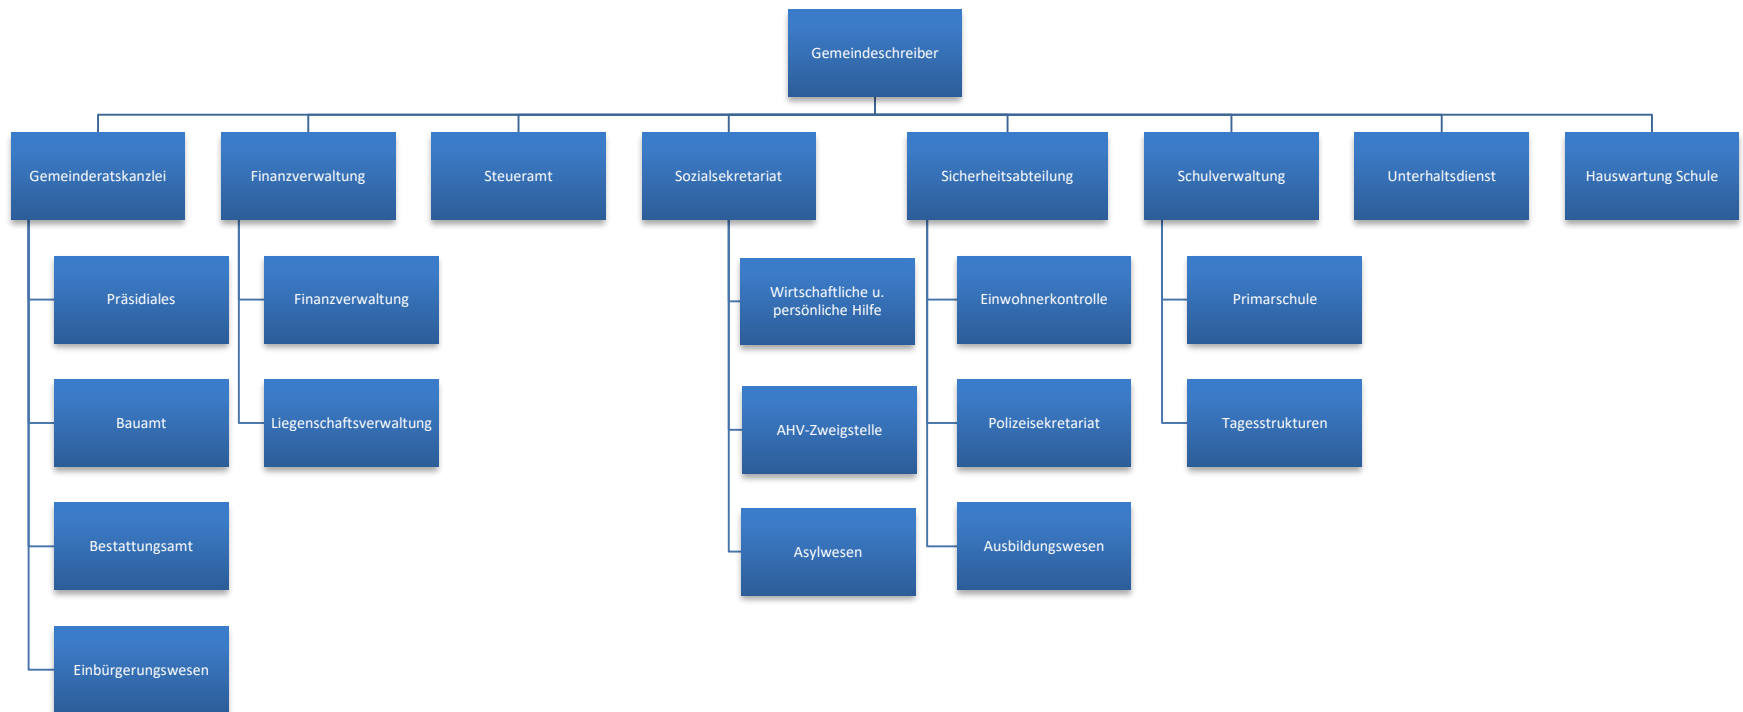 Gemeindeschreiber
Gemeinderatskanzlei
Finanzverwaltung
Steueramt
Sozialsekretariat
Sicherheitsabteilung
Schulverwaltung
Unterhaltsdienst
Hauswartung Schule
Präsidiales
Finanzverwaltung
Wirtschaftliche u.
persönliche Hilfe
Einwohnerkontrolle
Primarschule
Bauamt
Liegenschaftsverwaltung
AHV-Zweigstelle
Polizeisekretariat
Tagesstrukturen
Bestattungsamt
Asylwesen
Ausbildungswesen
Einbürgerungswesen